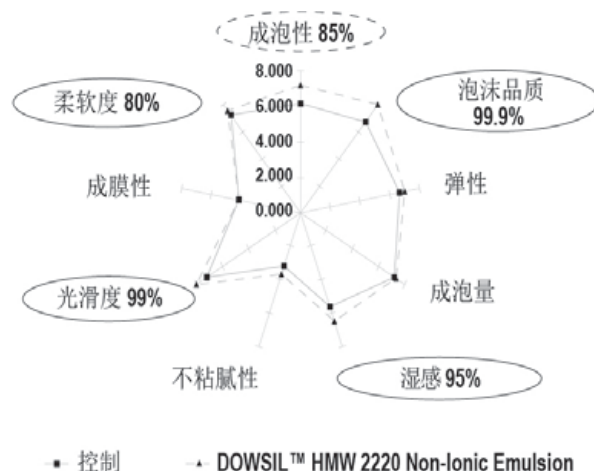 成泡性 85%
8.000
6.000
4.000
2.000
0.000
泡沫品质
99.9%
弹性
成泡量
湿感 95%
不粘腻性
光滑度 99%
成膜性
柔软度 80%
控制
DOWSIL™ HMW 2220 Non-Ionic Emulsion